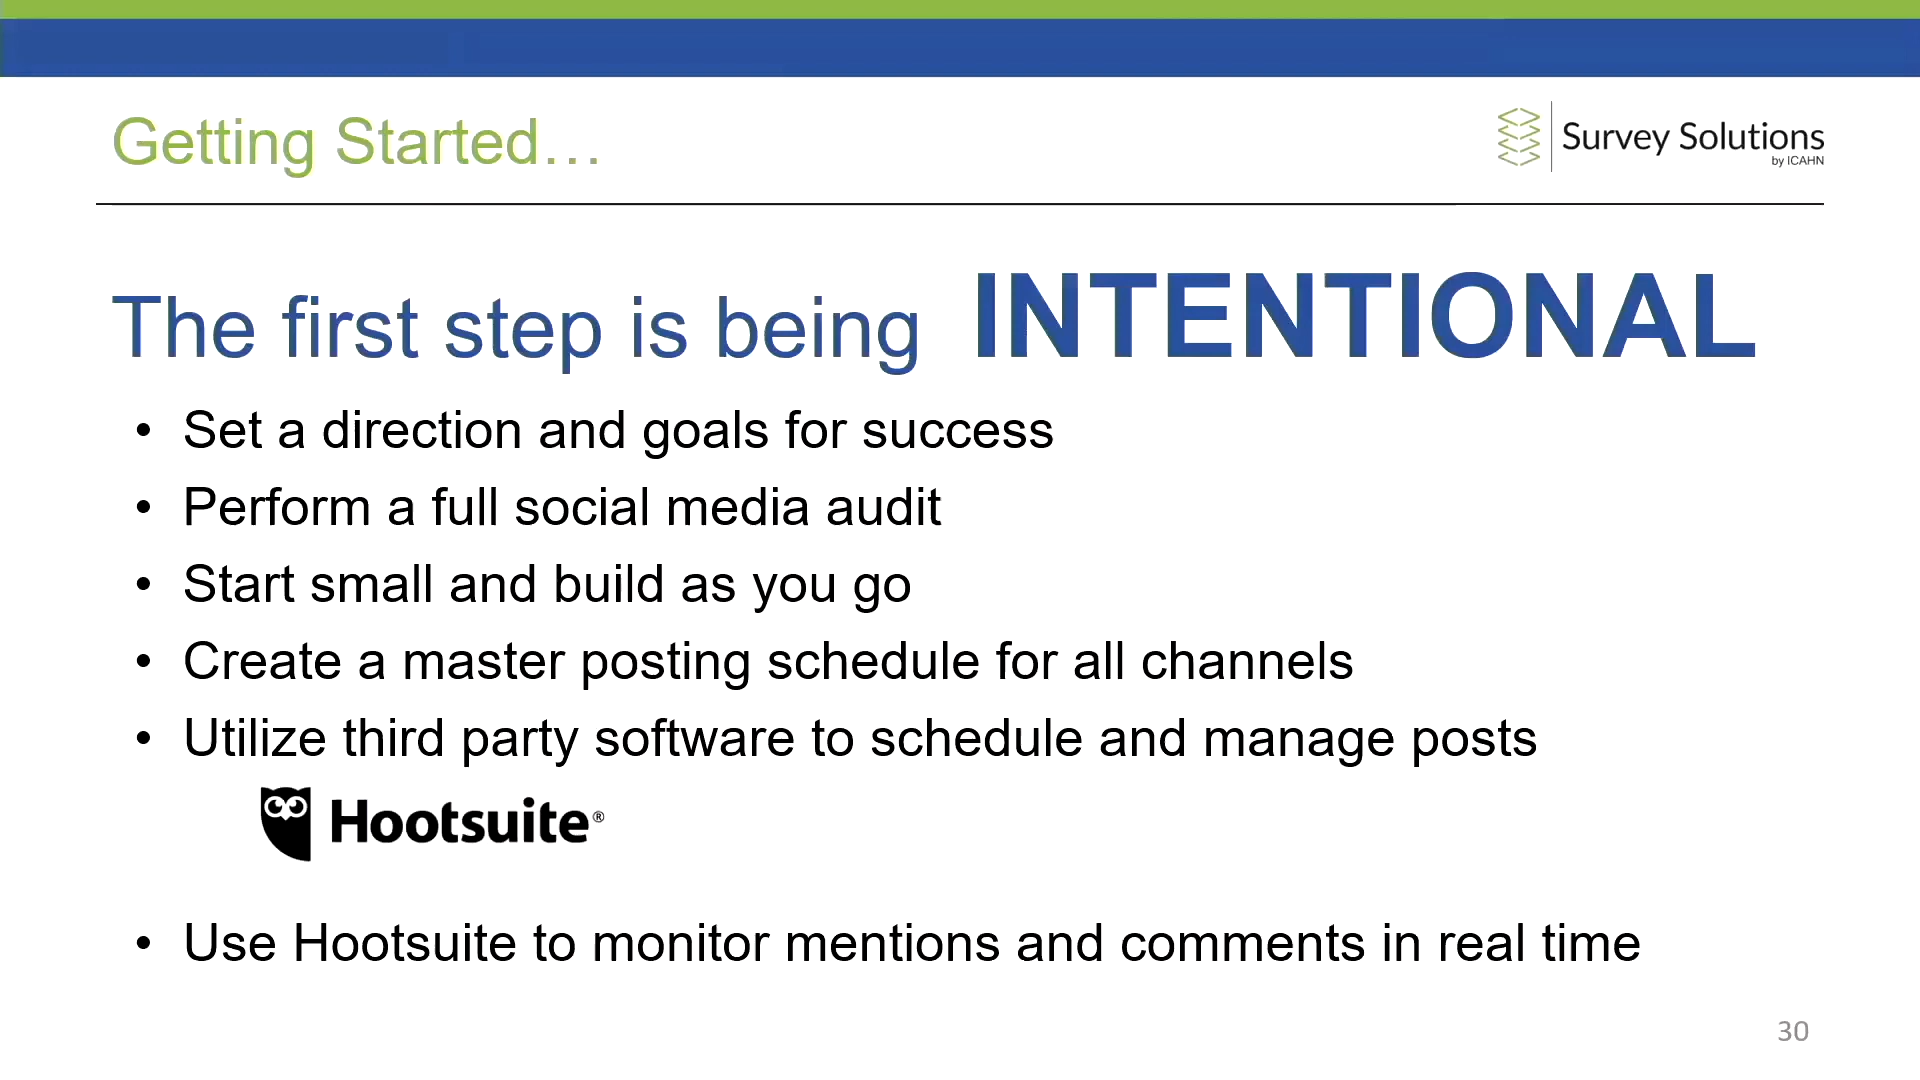 Getting Started…
Survey Solutions
by ICAHN
The first step is being INTENTIONAL
• Set a direction and goals for success
• Perform a full social media audit
• Start small and build as you go
• Create a master posting schedule for all channels
• Utilize third party software to schedule and manage posts
Hootsuite®
• Use Hootsuite to monitor mentions and comments in real time
30